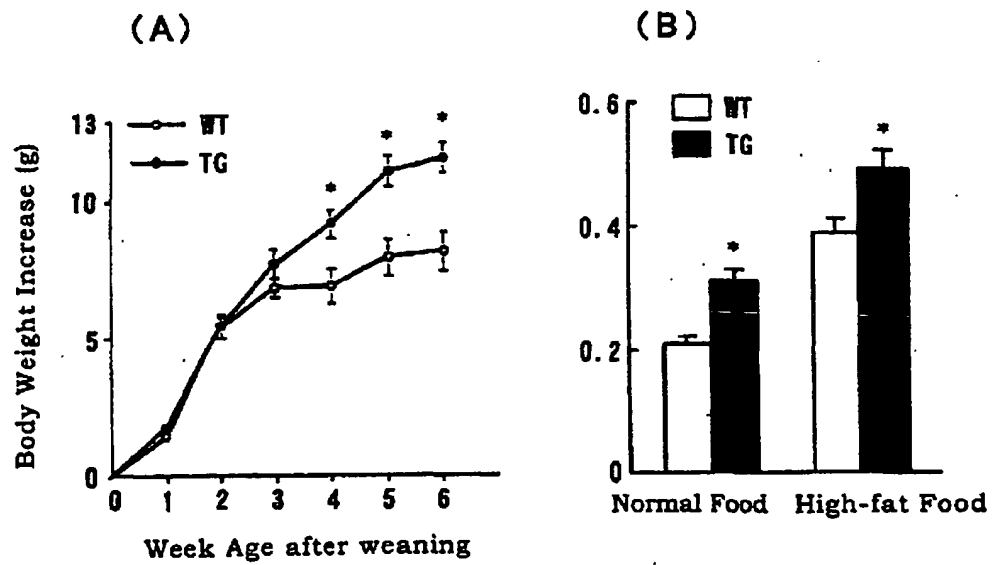 (A)
Body Weight Increase (g)
13
10
5
0
WT
TG
*
*
*
0 1 2 3 4 5 6
Week Age after weaning
(B)
0.6
0.4
0.2
0
WT
TG
*
*
Normal Food High-fat Food